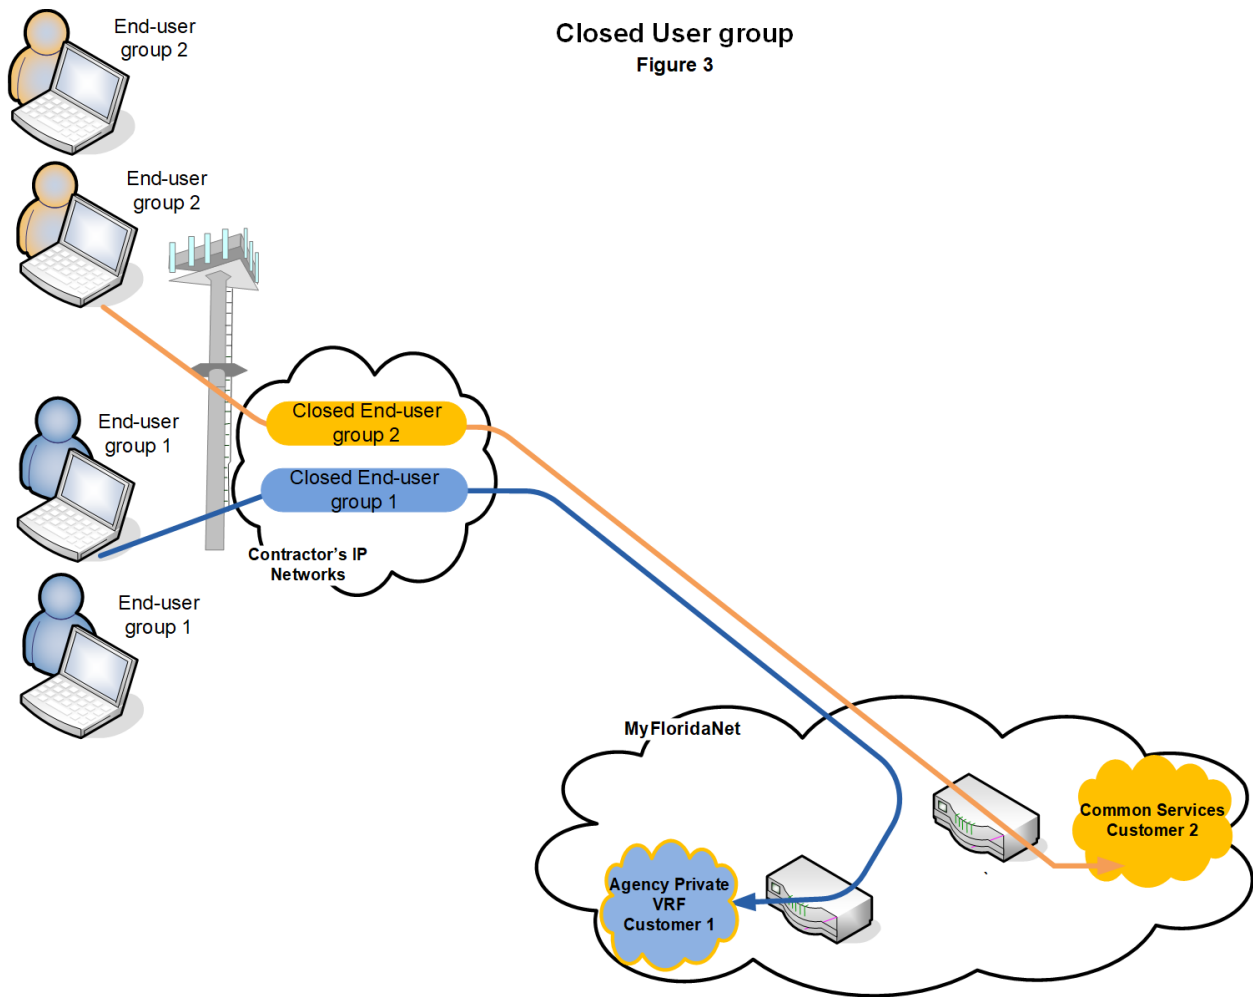 Closed User group
Figure 3
End-user
group 2
End-user
group 2
End-user
group 1
End-user
group 1
Closed End-user
group 2
Closed End-user
group 1
Contractor's IP
Networks
MyFloridaNet
Common Services
Customer 2
Agency Private
VRF
Customer 1